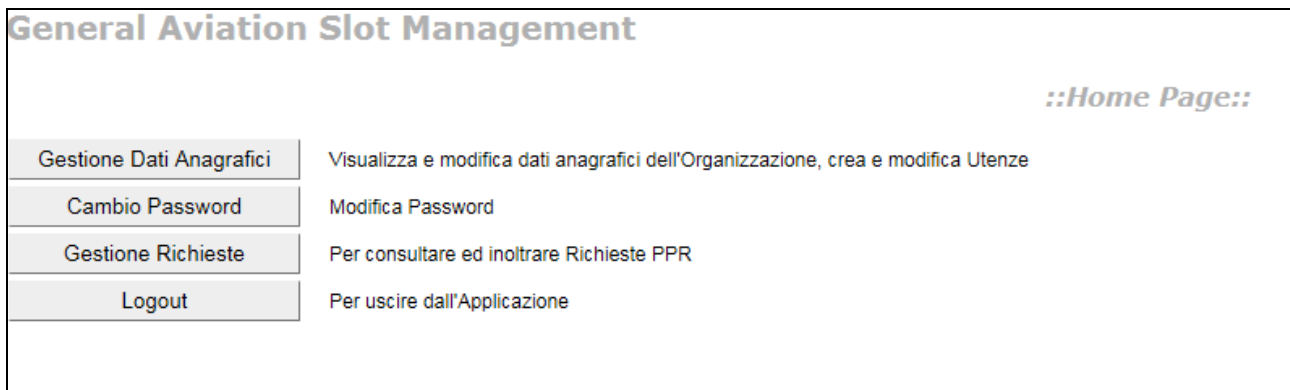 General Aviation Slot Management
::Home Page::
Gestione Dati Anagrafici Visualizza e modifica dati anagrafici dell'Organizzazione, crea e modifica Utenze
Cambio Password Modifica Password
Gestione Richieste Per consultare ed inoltrare Richieste PPR
Logout Per uscire dall'Applicazione